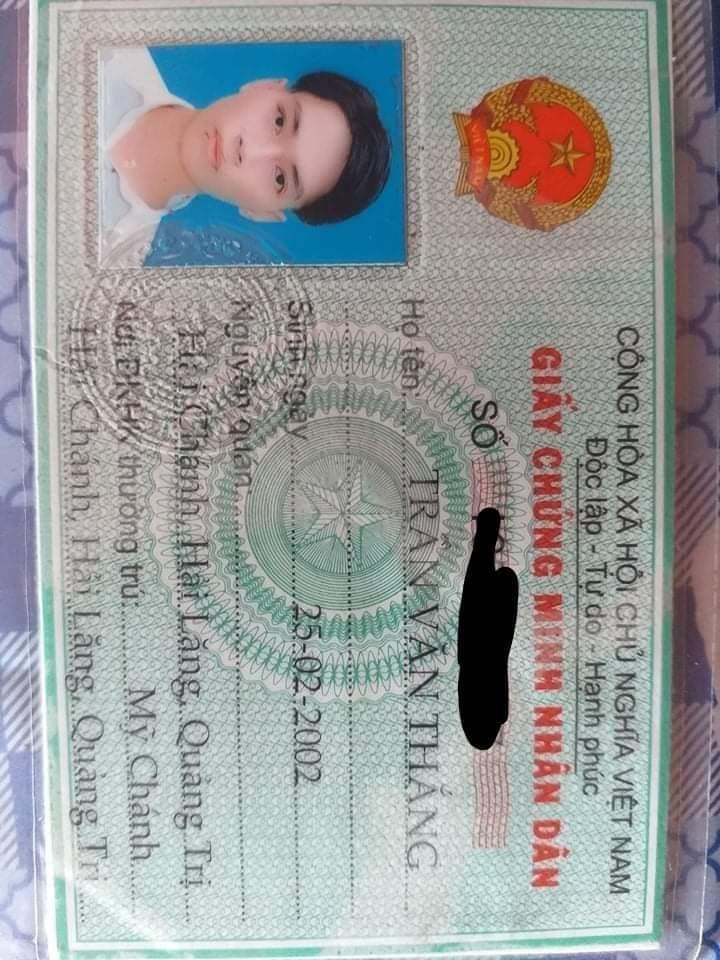 CỘNG HÒA XÃ HỘI CHỦ NGHĨA VIỆT NAM
Độc lập - Tự do - Hạnh phúc
GIẤY CHỨNG MINH NHÂN DÂN
SỐ
Họ tên: TRẦN VĂN THẮNG
Sinh ngày 25-02-2002
Nguyên quán
Hải Chánh, Hải Lăng, Quảng Trị
Nơi ĐKHK thường trú: Mỹ Chánh
Hải Chánh, Hải Lăng, Quảng Trị
VIỆT NAM